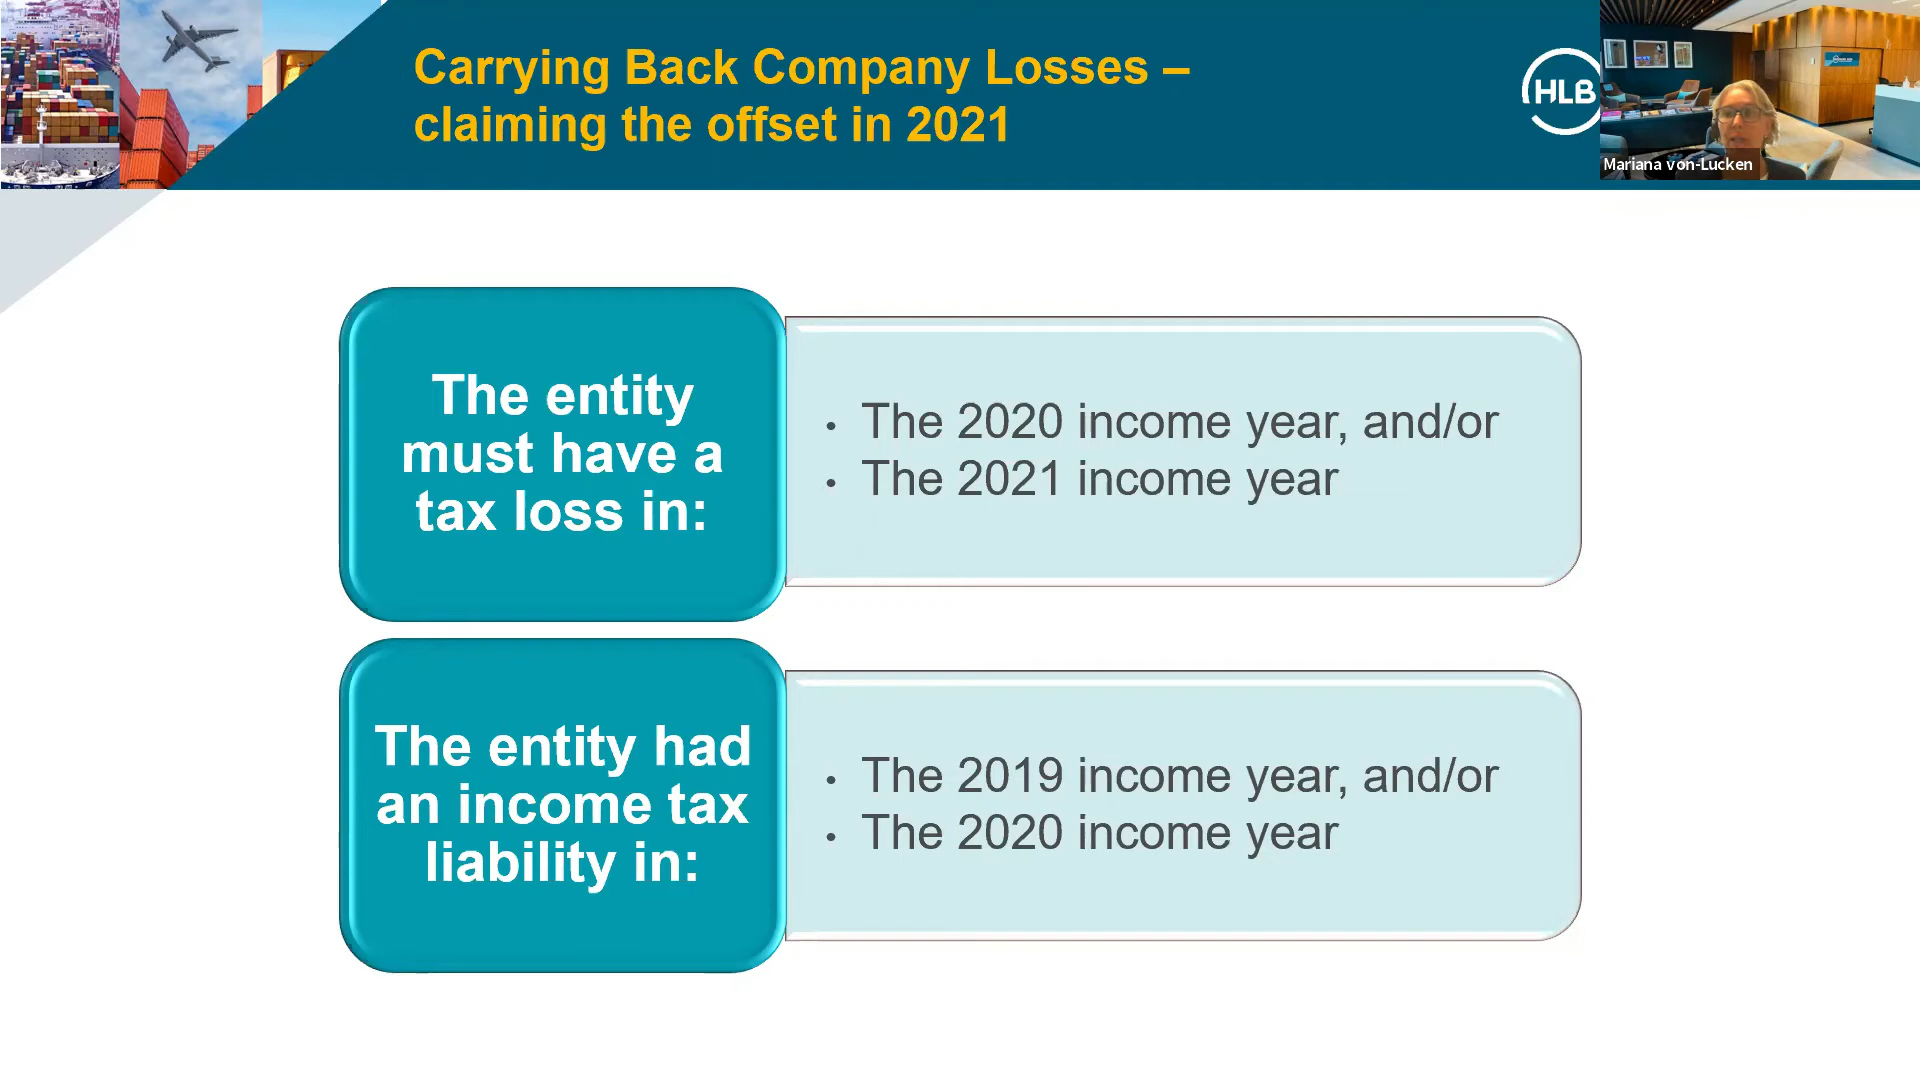 Carrying Back Company Losses –
claiming the offset in 2021
HLB
Mariana von-Lucken
The entity
must have a
tax loss in:
• The 2020 income year, and/or
• The 2021 income year
The entity had
an income tax
liability in:
• The 2019 income year, and/or
• The 2020 income year